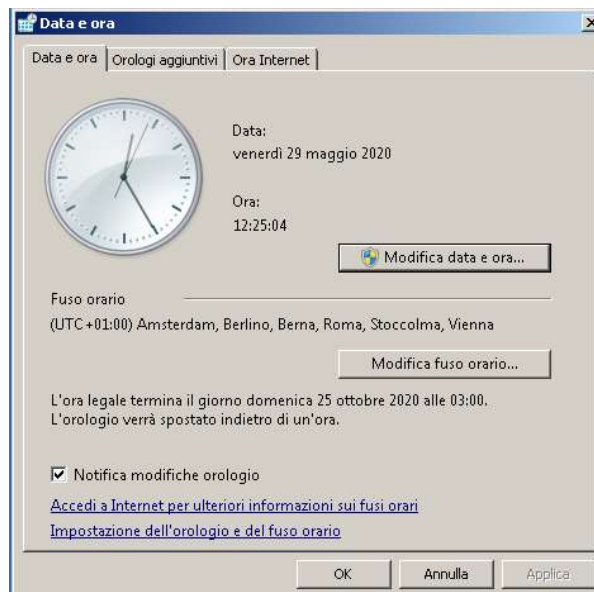 Data e ora
Data e ora Orologi aggiuntivi Ora Internet
Data:
venerdì 29 maggio 2020
Ora:
12:25:04
Modifica data e ora...
Fuso orario
(UTC+01:00) Amsterdam, Berlino, Berna, Roma, Stoccolma, Vienna
Modifica fuso orario...
L'ora legale termina il giorno domenica 25 ottobre 2020 alle 03:00.
L'orologio verrà spostato indietro di un'ora.
Notifica modifiche orologio
Accedi a Internet per ulteriori informazioni sui fusi orari
Impostazione dell'orologio e del fuso orario
OK Annulla Applica